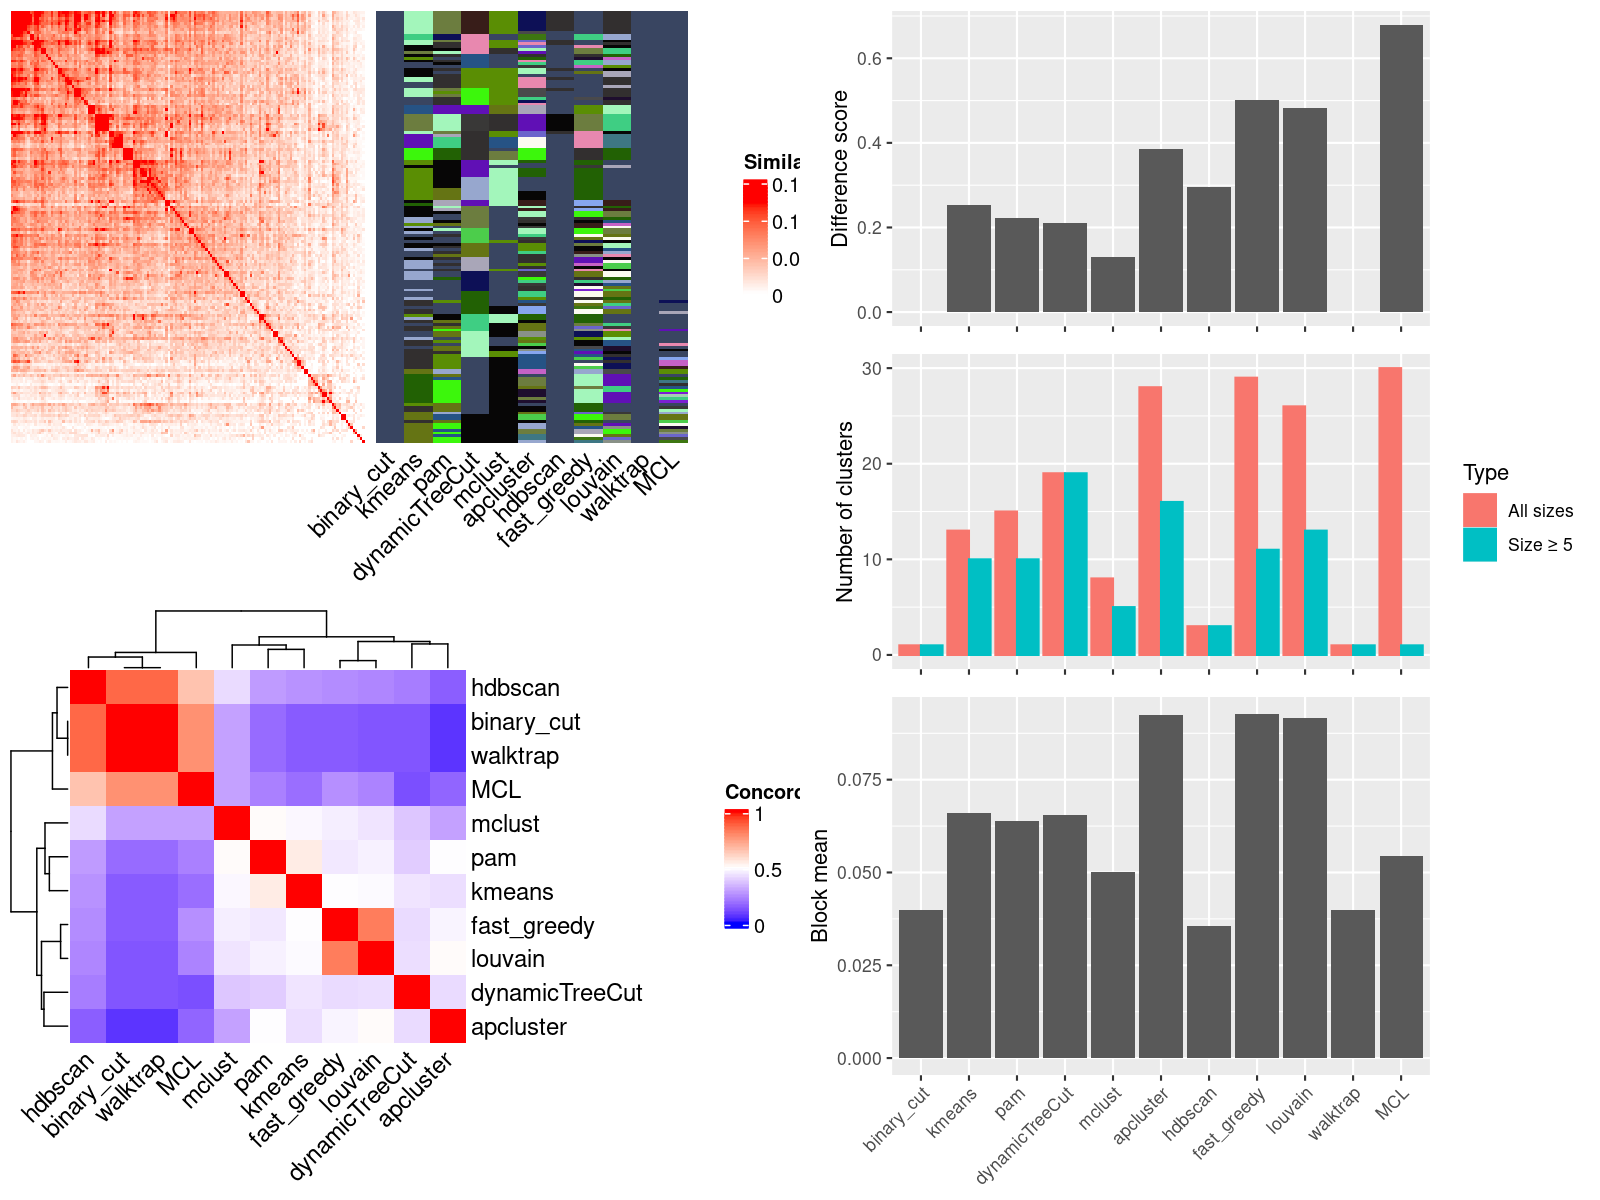 Simila
0.1
0.1
0.0
0
binary_cut
kmeans
pam
dynamicTreeCut
mclust
apcluster
hdbscan
fast_greedy
louvain
walktrap
MCL
hdbscan
binary_cut
walktrap
MCL
mclust
pam
kmeans
fast_greedy
louvain
dynamicTreeCut
apcluster
hdbscan
binary_cut
walktrap
MCL
mclust
pam
kmeans
fast_greedy
louvain
dynamicTreeCut
apcluster
Concord
1
0.5
0
Difference score
0.6
0.4
0.2
0.0
Number of clusters
30
20
10
0
Type
All sizes
Size ≥ 5
Block mean
0.075
0.050
0.025
0.000
binary_cut
kmeans
pam
dynamicTreeCut
mclust
apcluster
hdbscan
fast_greedy
louvain
walktrap
MCL